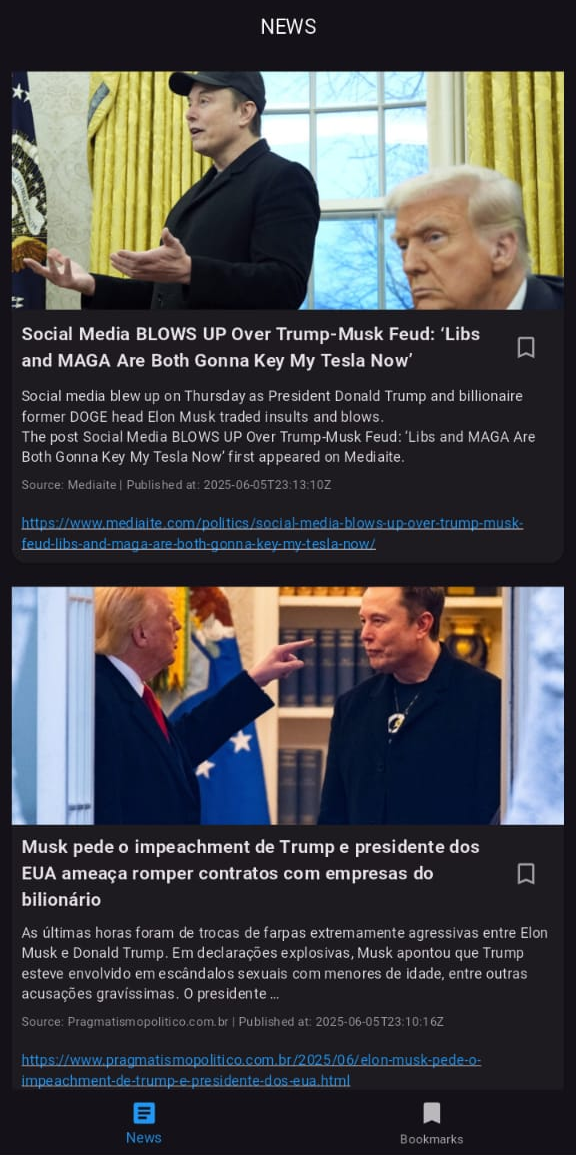 NEWS
Social Media BLOWS UP Over Trump-Musk Feud: ‘Libs
and MAGA Are Both Gonna Key My Tesla Now’
Social media blew up on Thursday as President Donald Trump and billionaire
former DOGE head Elon Musk traded insults and blows.
The post Social Media BLOWS UP Over Trump-Musk Feud: ‘Libs and MAGA Are
Both Gonna Key My Tesla Now’ first appeared on Mediaite.
Source: Mediaite | Published at: 2025-06-05T23:13:10Z
https://www.mediaite.com/politics/social-media-blows-up-over-trump-musk-
feud-libs-and-maga-are-both-gonna-key-my-tesla-now/
Musk pede o impeachment de Trump e presidente dos
EUA ameaça romper contratos com empresas do
bilionário
As últimas horas foram de trocas de farpas extremamente agressivas entre Elon
Musk e Donald Trump. Em declarações explosivas, Musk apontou que Trump
esteve envolvido em escândalos sexuais com menores de idade, entre outras
acusações gravíssimas. O presidente …
Source: Pragmatismopolitico.com.br | Published at: 2025-06-05T23:10:16Z
https://www.pragmatismopolitico.com.br/2025/06/elon-musk-pede-o-
impeachment-de-trump-e-presidente-dos-eua.html
News
Bookmarks